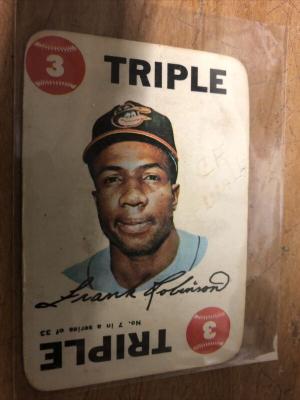 3 TRIPLE
Frank Robinson
No. 7 in a series of 33
TRIPLE 3